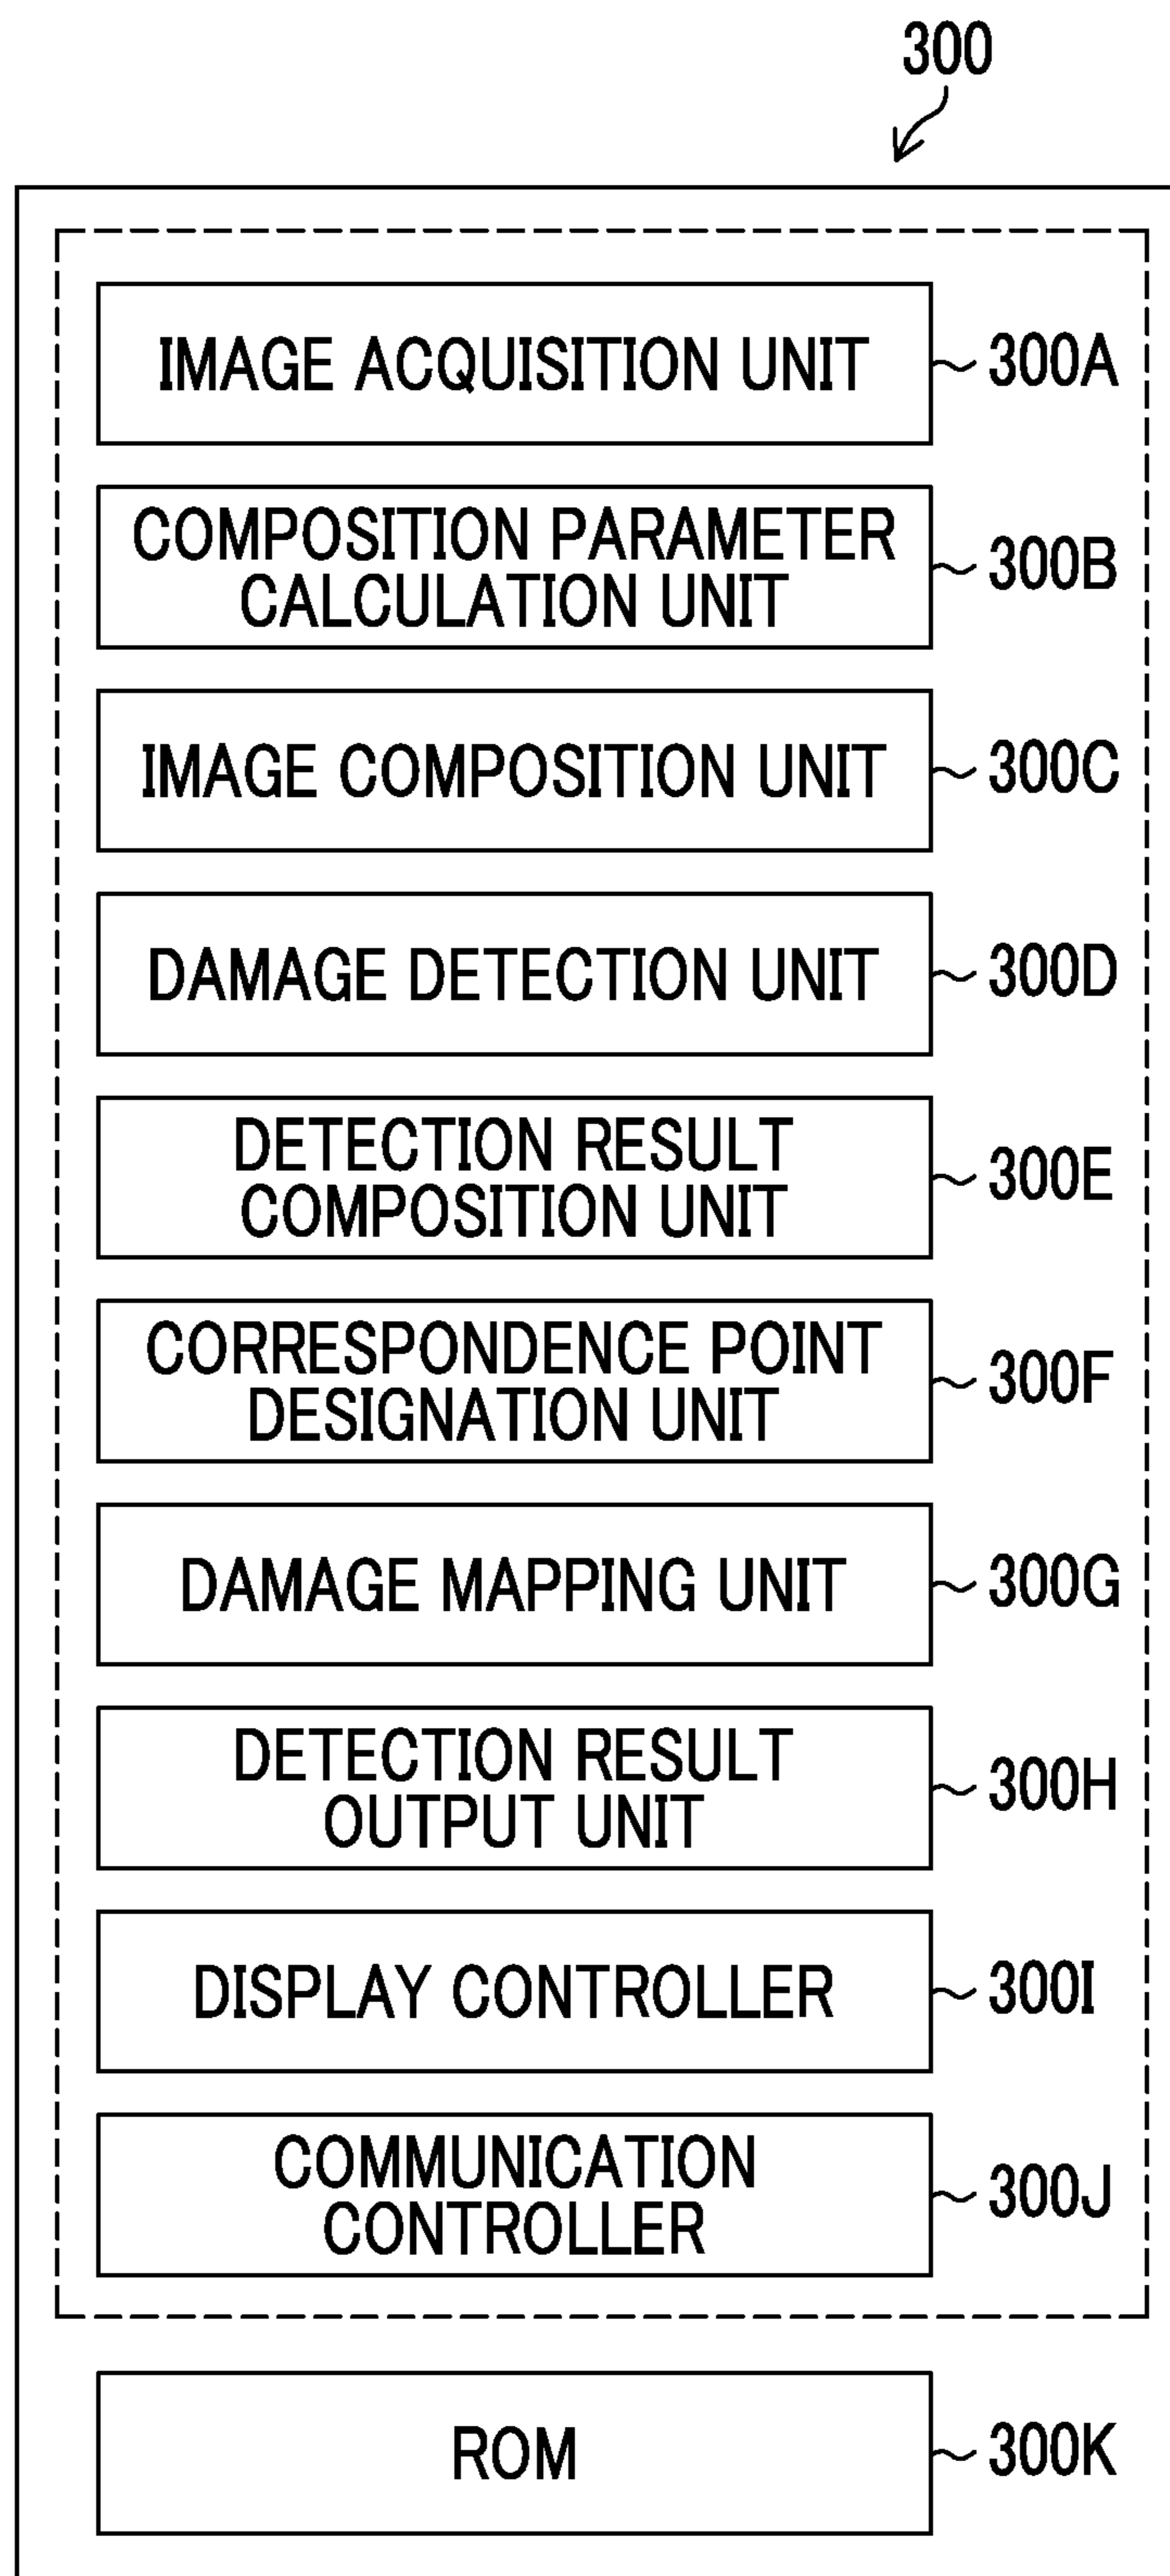 300
IMAGE ACQUISITION UNIT
300A
COMPOSITION PARAMETER
CALCULATION UNIT
300B
IMAGE COMPOSITION UNIT
300C
DAMAGE DETECTION UNIT
300D
DETECTION RESULT
COMPOSITION UNIT
300E
CORRESPONDENCE POINT
DESIGNATION UNIT
300F
DAMAGE MAPPING UNIT
300G
DETECTION RESULT
OUTPUT UNIT
300H
DISPLAY CONTROLLER
300I
COMMUNICATION
CONTROLLER
300J
ROM
300K